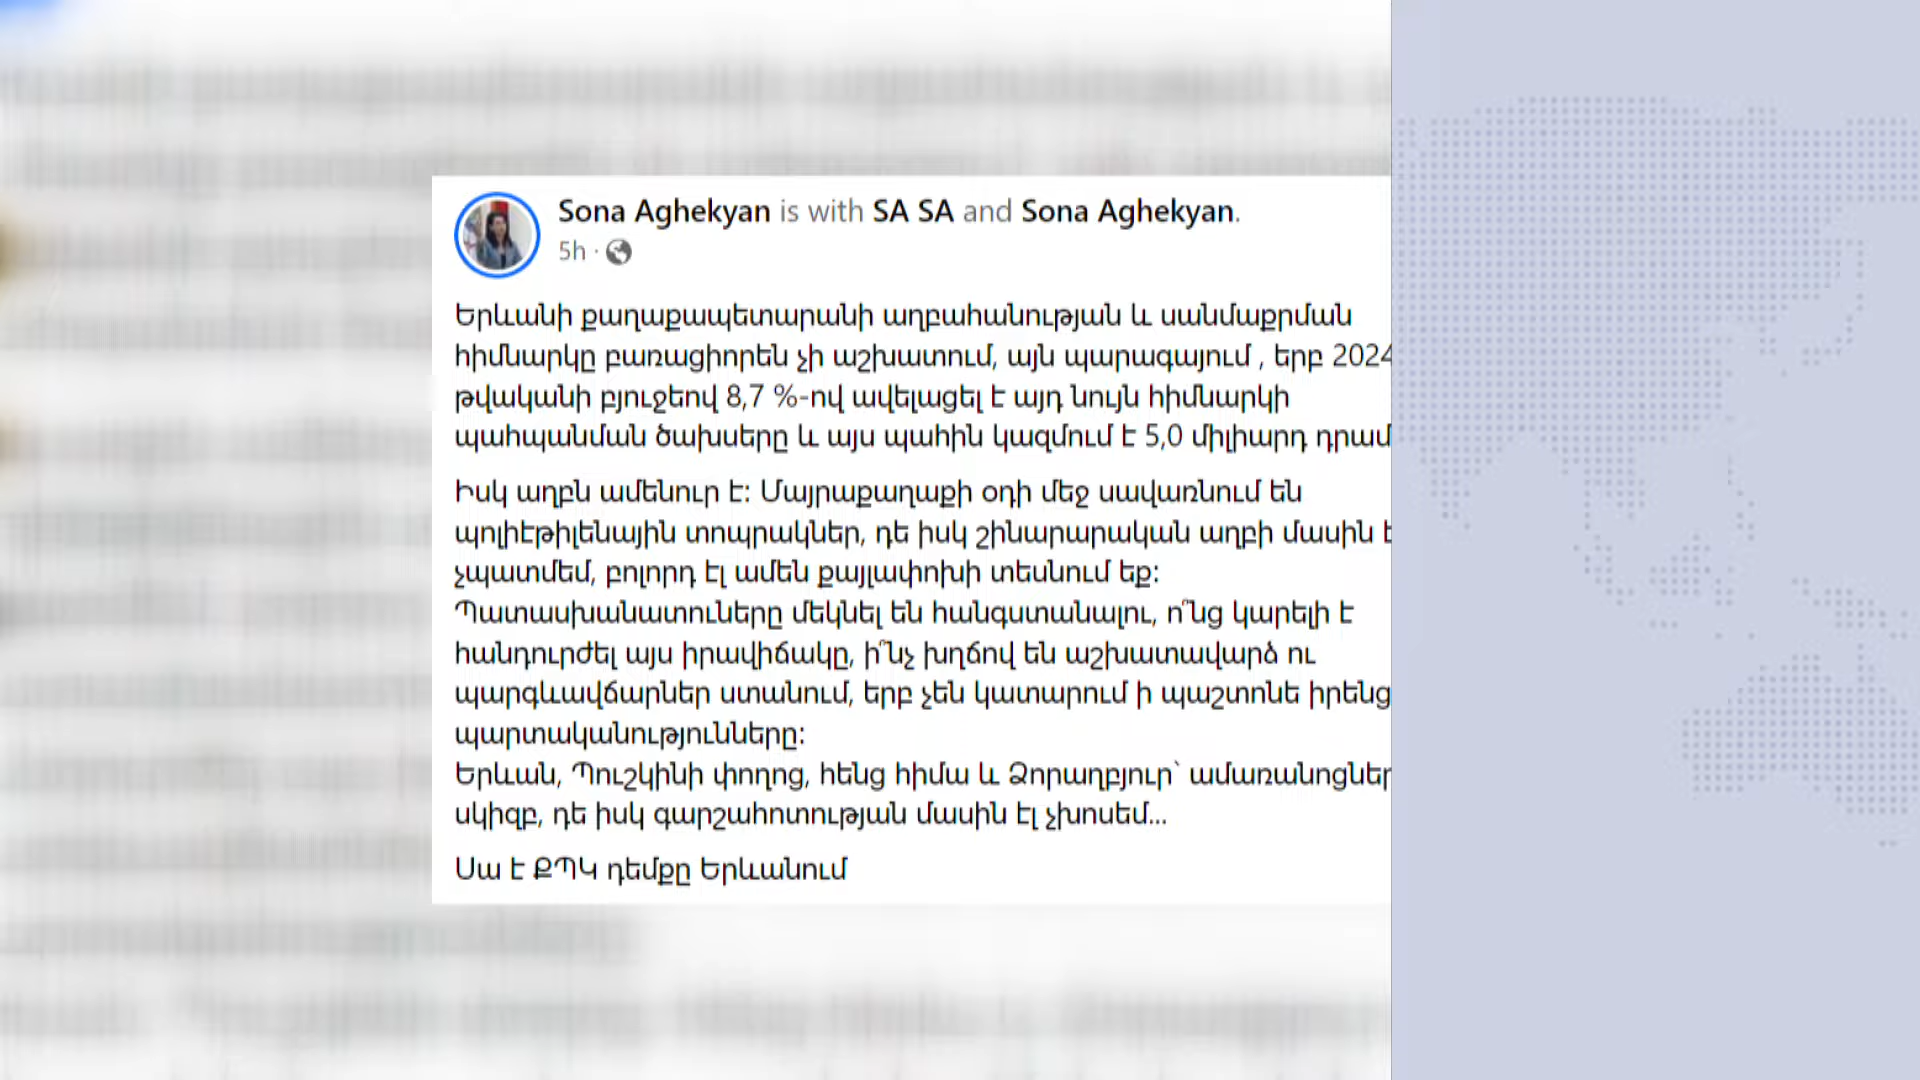 Sona Aghekyan is with SA SA and Sona Aghekyan.
5h ·
Երևանի քաղաքապետարանի աղբահանության և սանմաքրման
հիմնարկը բառացիորեն չի աշխատում, այն պարագայում , երբ 2024
թվականի բյուջեով 8,7 %-ով ավելացել է այդ նույն հիմնարկի
պահպանման ծախսերը և այս պահին կազմում է 5,0 միլիարդ դրամ
Իսկ աղբն ամենուր է: Մայրաքաղաքի օդի մեջ սավառնում են
պոլիէթիլենային տոպրակներ, դե իսկ շինարարական աղբի մասին է
չպատմեմ, բոլորդ էլ ամեն քայլափոխի տեսնում եք:
Պատասխանատուները մեկնել են հանգստանալու, ո՞նց կարելի է
հանդուրժել այս իրավիճակը, ի՞նչ խղճով են աշխատավարձ ու
պարգևավճարներ ստանում, երբ չեն կատարում ի պաշտոնե իրենց
պարտականությունները:
Երևան, Պուշկինի փողոց, հենց հիմա և Ձորաղբյուր՝ ամառանոցներ
սկիզբ, դե իսկ գարշահոտության մասին էլ չխոսեմ...
Սա է ՔՊԿ դեմքը Երևանում